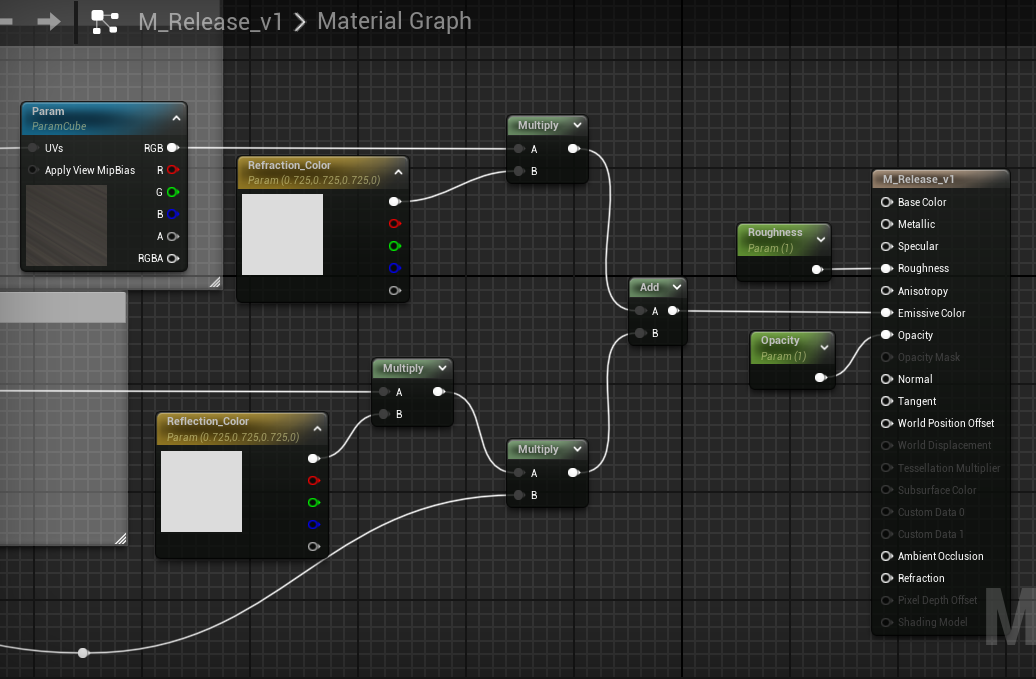 M_Release_v1 > Material Graph
Param
ParamCube
UVs
RGB
Apply View MipBias
R
G
B
A
RGBA
Refraction_Color
Param (0.725,0.725,0.725,0)
Multiply
A
B
Reflection_Color
Param (0.725,0.725,0.725,0)
Multiply
A
B
Multiply
A
B
Add
A
B
Roughness
Param (1)
Opacity
Param (1)
M_Release_v1
Base Color
Metallic
Specular
Roughness
Anisotropy
Emissive Color
Opacity
Opacity Mask
Normal
Tangent
World Position Offset
World Displacement
Tessellation Multiplier
Subsurface Color
Custom Data 0
Custom Data 1
Ambient Occlusion
Refraction
Pixel Depth Offset
Shading Model
M